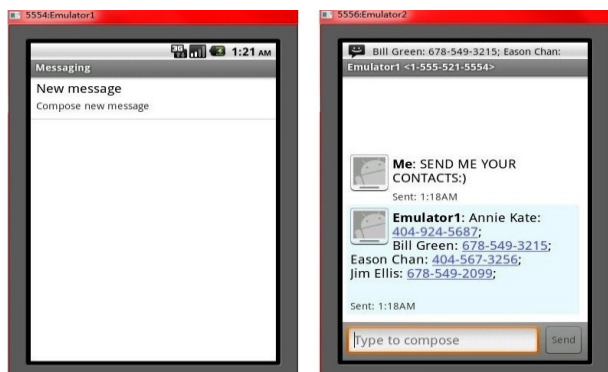 5554:Emulator1
3G
1:21 AM
Messaging
New message
Compose new message
5556:Emulator2
Bill Green: 678-549-3215; Eason Chan:
Emulator1 <1-555-521-5554>
Me: SEND ME YOUR
CONTACTS:)
Sent: 1:18AM
Emulator1: Annie Kate:
404-924-5687;
Bill Green: 678-549-3215;
Eason Chan: 404-567-3256;
Jim Ellis: 678-549-2099;
Sent: 1:18AM
Type to compose
Send